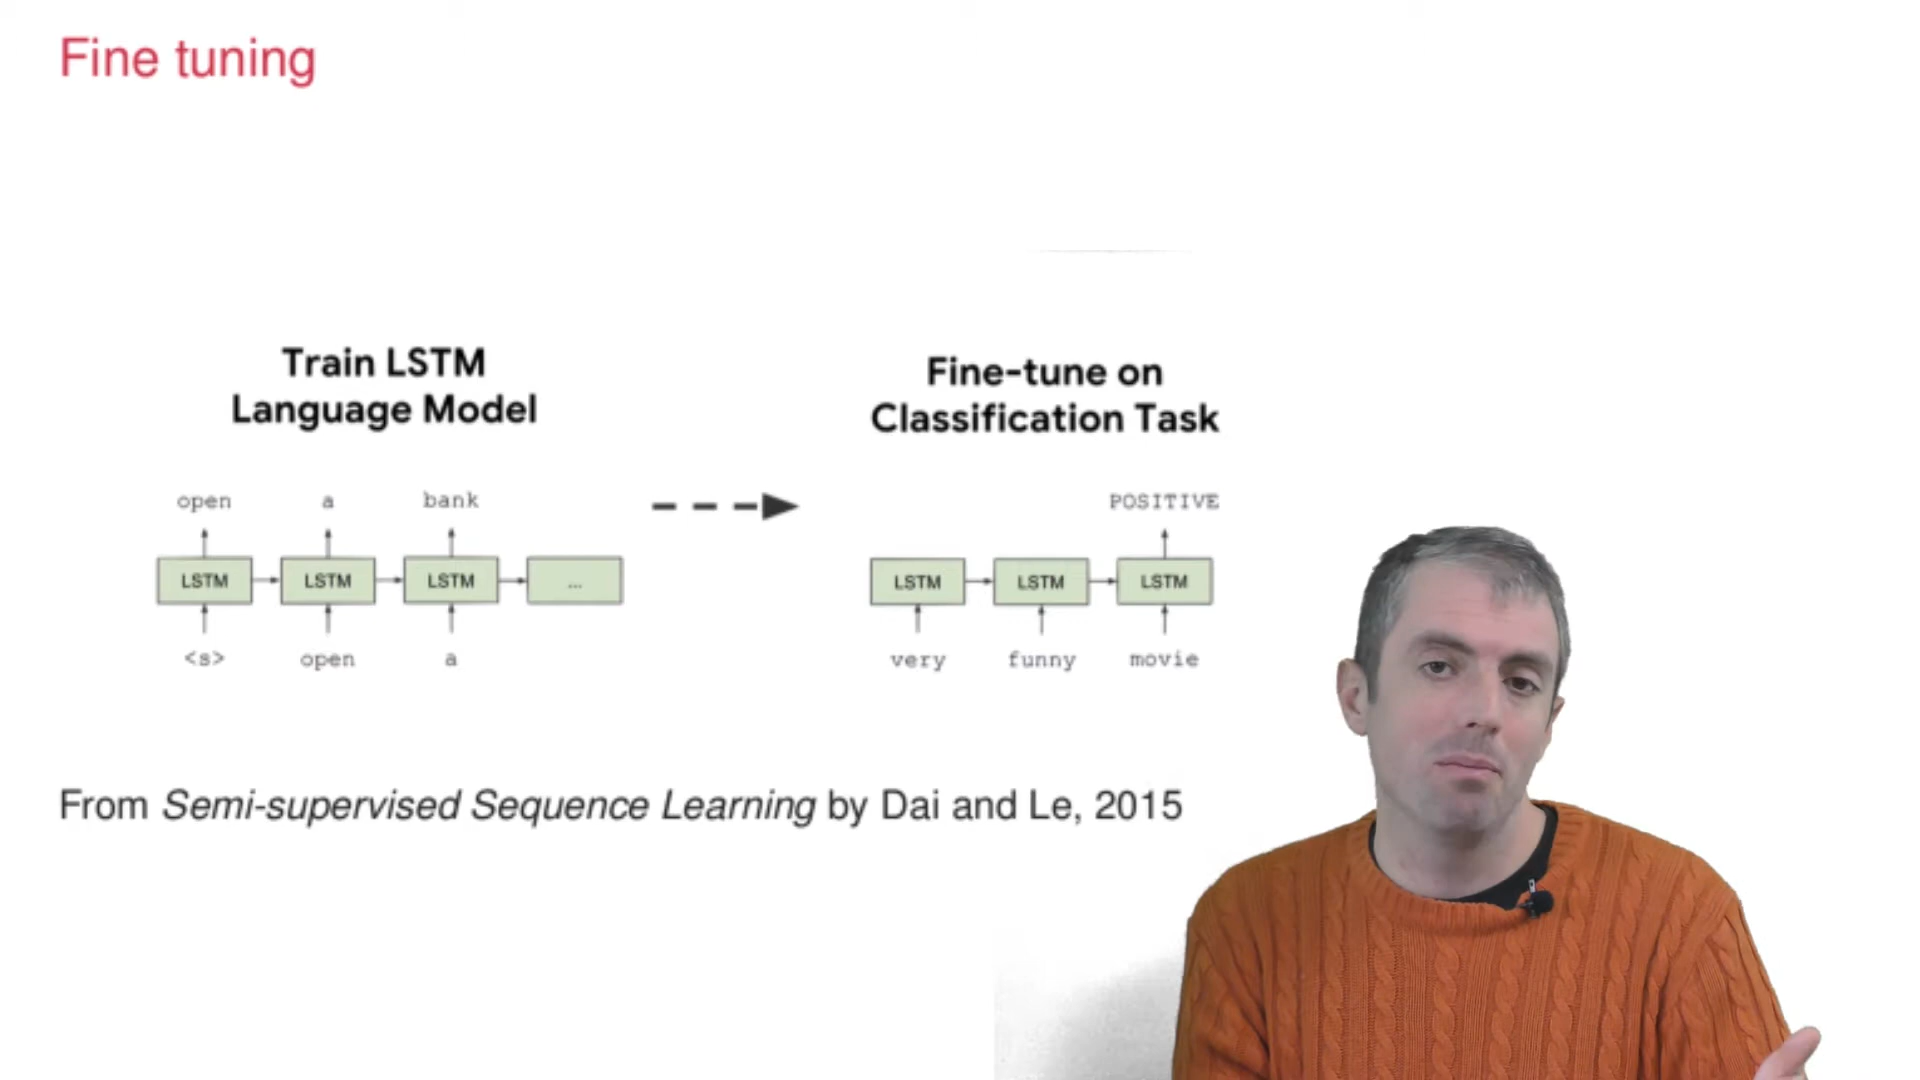 Fine tuning
Train LSTM
Language Model
Fine-tune on
Classification Task
open a bank
POSITIVE
LSTM LSTM LSTM ...
LSTM LSTM LSTM
<s> open a
very funny movie
From Semi-supervised Sequence Learning by Dai and Le, 2015